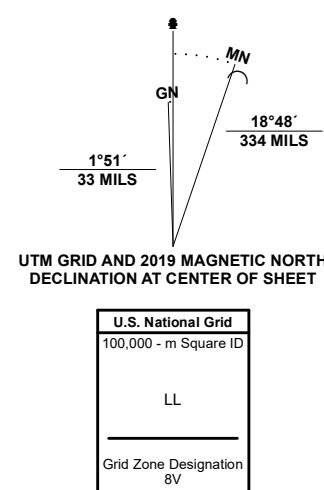 MN
GN
18°48´
334 MILS
1°51´
33 MILS
UTM GRID AND 2019 MAGNETIC NORTH
DECLINATION AT CENTER OF SHEET
U.S. National Grid
100,000 - m Square ID
LL
Grid Zone Designation
8V